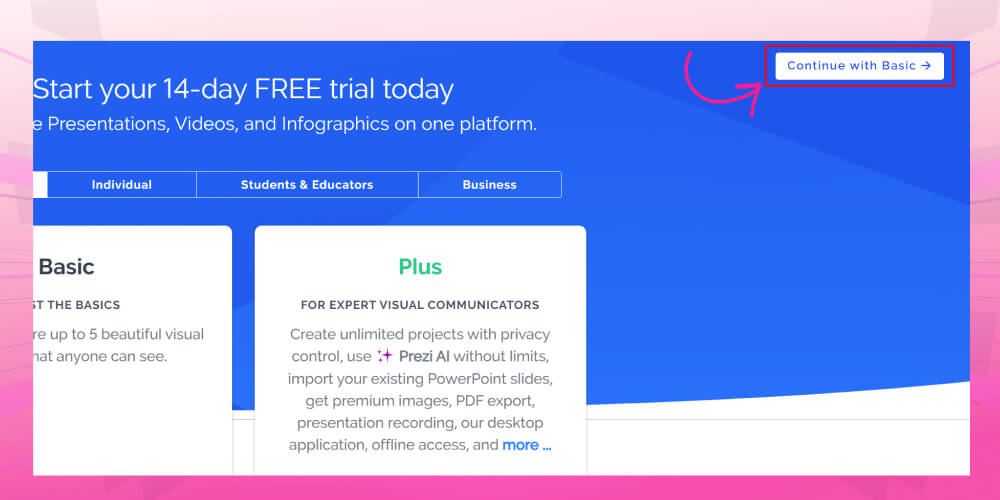 Continue with Basic →
Start your 14-day FREE trial today
Presentations, Videos, and Infographics on one platform.
Individual
Students & Educators
Business
Basic
THE BASICS
up to 5 beautiful visual
anyone can see.
Plus
FOR EXPERT VISUAL COMMUNICATORS
Create unlimited projects with privacy
control, use Prezi AI without limits,
import your existing PowerPoint slides,
get premium images, PDF export,
presentation recording, our desktop
application, offline access, and more ...